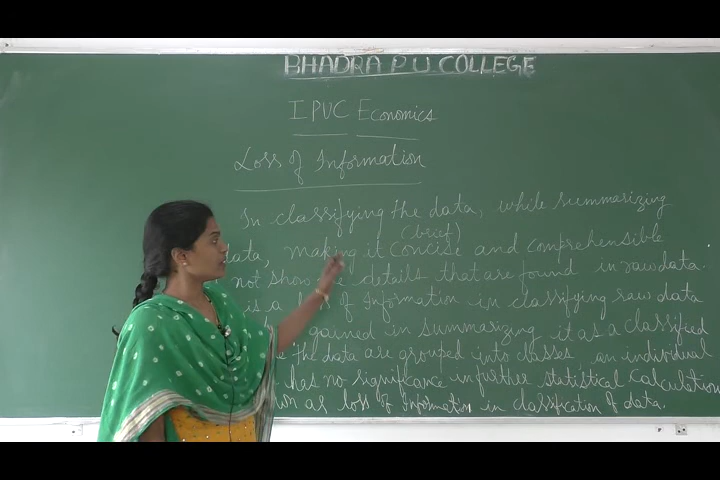 BHADRA P U COLLEGE
I PUC Economics
Loss of Information
In classifying the data, while summarizing
(brief)
data, making it concise and comprehensible
not show details that are found in raw data.
is a of Information in classifying raw data
gained in summarizing it as a classified
the data are grouped into classes, an individual
has no significance in further statistical calculation
as loss of Information in classification of data.